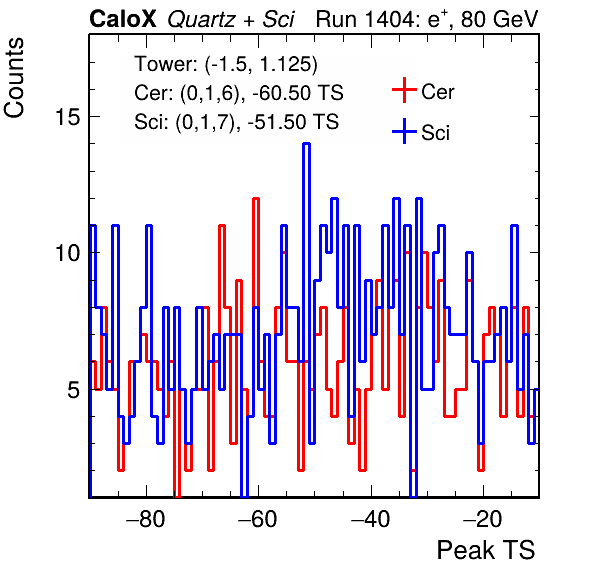 CaloX Quartz + Sci Run 1404: e⁺, 80 GeV
Counts
Tower: (-1.5, 1.125)
Cer: (0,1,6), -60.50 TS
Sci: (0,1,7), -51.50 TS
Cer
Sci
15
10
5
−80 −60 −40 −20
Peak TS